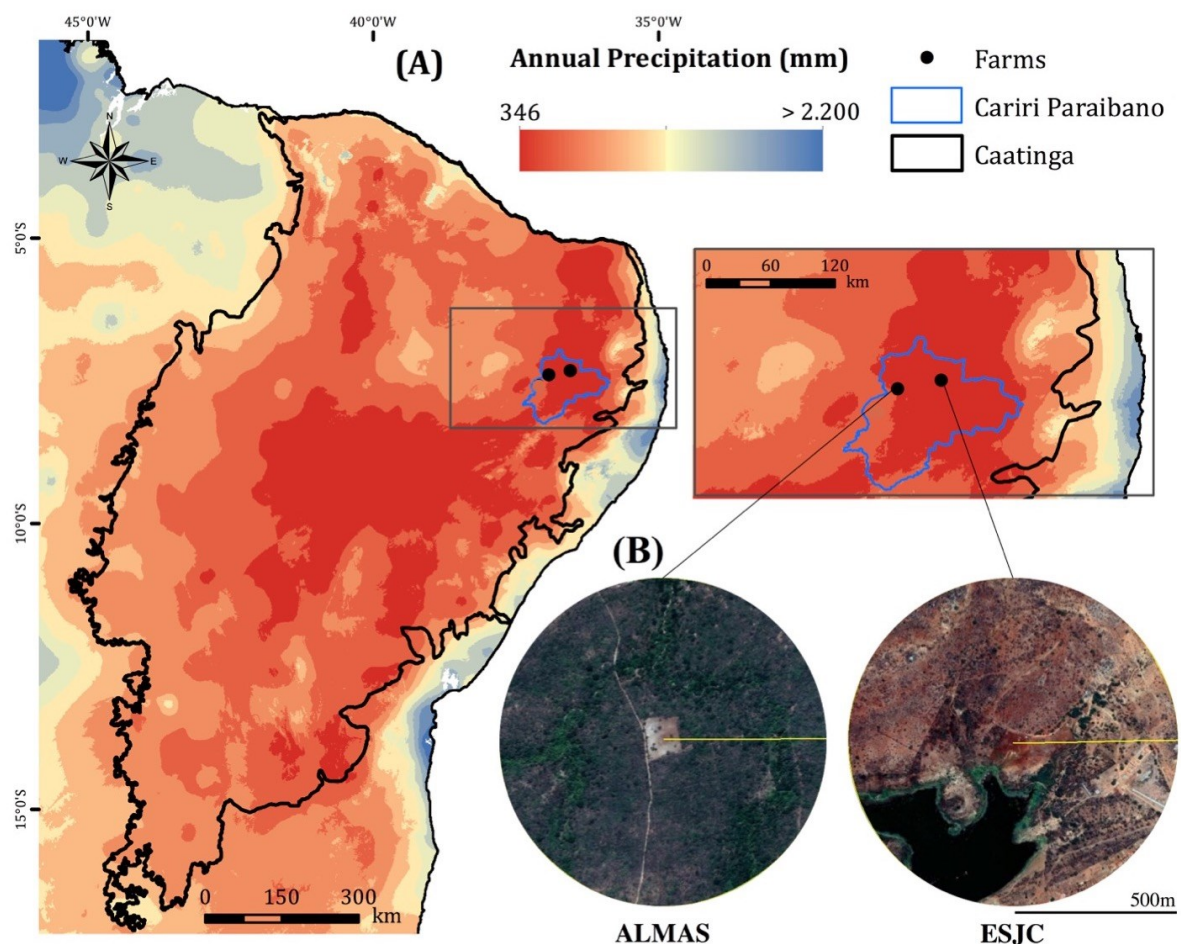 45°0'W 40°0'W 35°0'W
(A)
Annual Precipitation (mm)
346 > 2.200
Farms
Cariri Paraibano
Caatinga
N
W E
S
5°0'S
10°0'S
15°0'S
0 60 120
km
(B)
0 150 300
km
500m
ALMAS ESJC